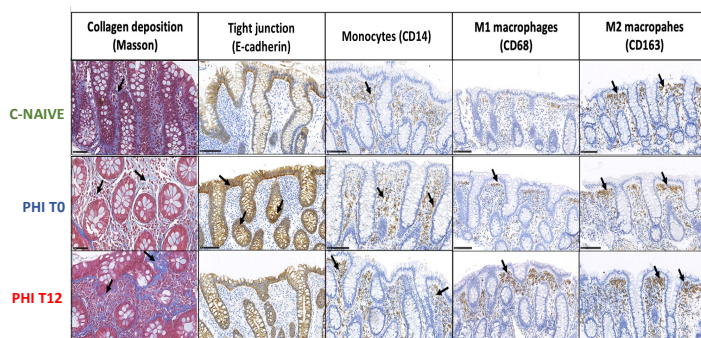 Collagen deposition
(Masson)
Tight junction
(E-cadherin)
Monocytes (CD14)
M1 macrophages
(CD68)
M2 macropahes
(CD163)
C-NAIVE
PHI T0
PHI T12